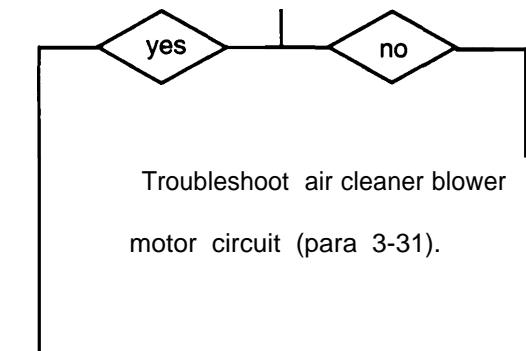 yes no
Troubleshoot air cleaner blower
motor circuit (para 3-31).